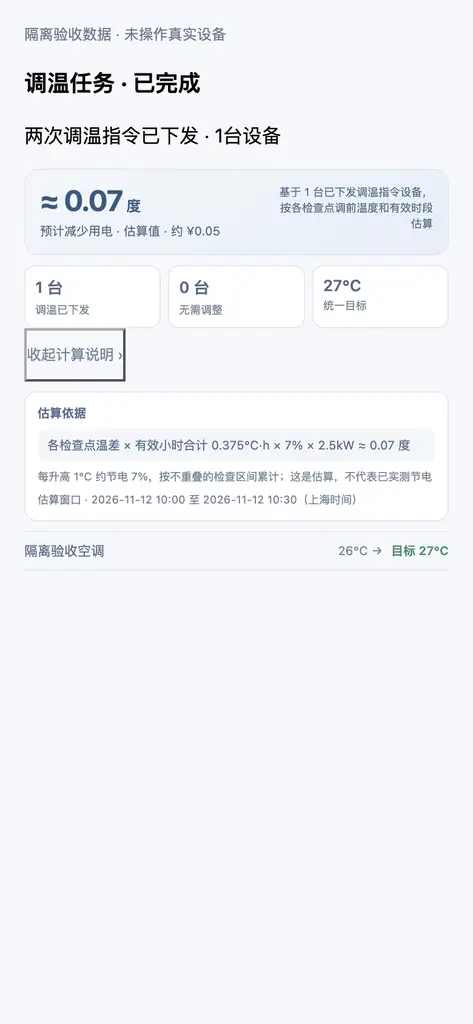 隔离验收数据 · 未操作真实设备
调温任务 · 已完成
两次调温指令已下发 · 1台设备
≈ 0.07 度
预计减少用电 · 估算值 · 约 ¥0.05
基于 1 台已下发调温指令设备，
按各检查点调前温度和有效时段
估算
1 台
调温已下发
0 台
无需调整
27°C
统一目标
收起计算说明 ›
估算依据
各检查点温差 × 有效小时合计 0.375°C·h × 7% × 2.5kW ≈ 0.07 度
每升高 1°C 约节电 7%，按不重叠的检查区间累计；这是估算，不代表已实测节电
估算窗口 · 2026-11-12 10:00 至 2026-11-12 10:30（上海时间）
隔离验收空调
26°C → 目标 27°C